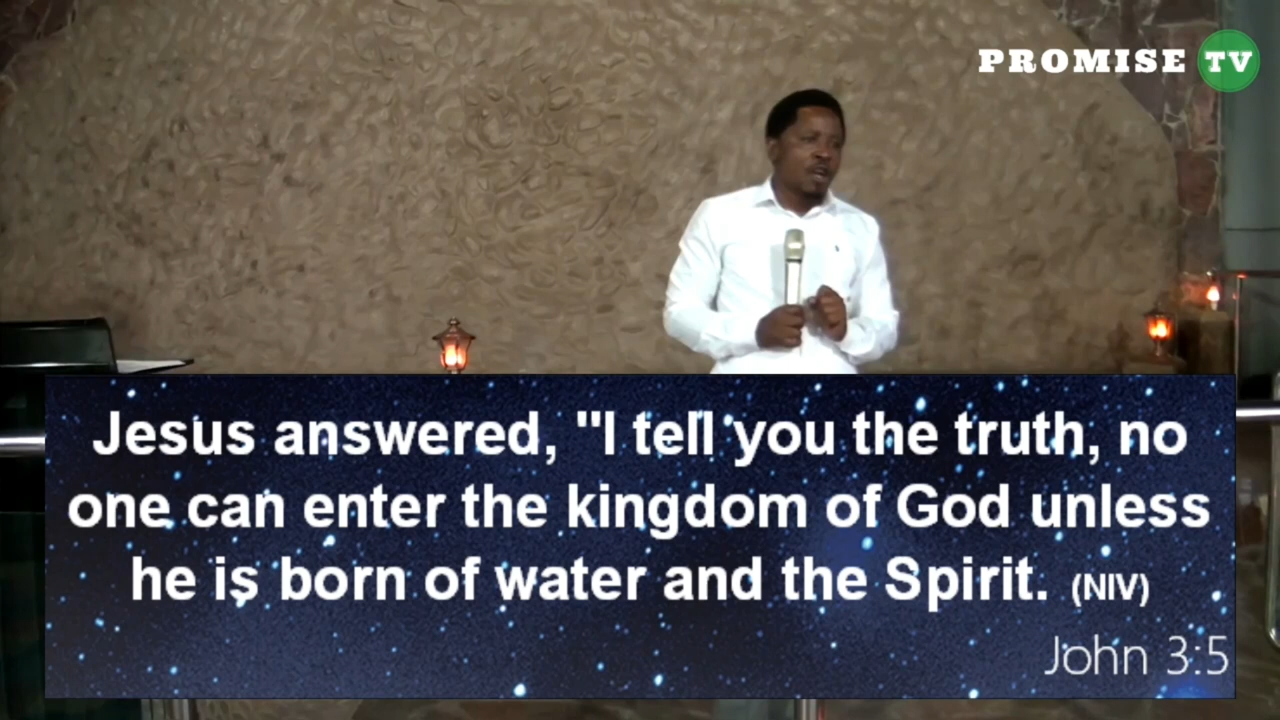 PROMISE TV
Jesus answered, "I tell you the truth, no
one can enter the kingdom of God unless
he is born of water and the Spirit. (NIV)
John 3:5